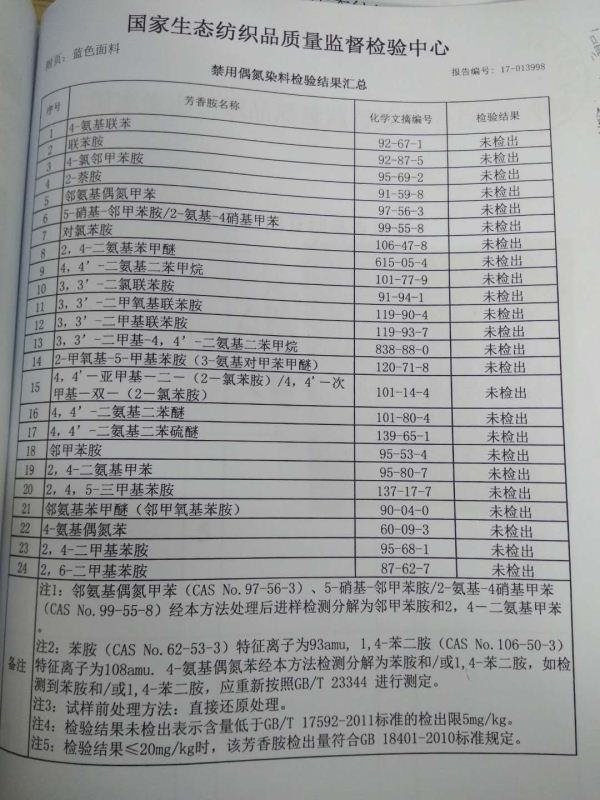 国家生态纺织品质量监督检验中心
附页：蓝色面料
报告编号：17-013998
禁用偶氮染料检验结果汇总
序号 芳香胺名称 化学文摘编号 检验结果
1 4-氨基联苯 92-67-1 未检出
2 联苯胺 92-87-5 未检出
3 4-氯邻甲苯胺 95-69-2 未检出
4 2-萘胺 91-59-8 未检出
5 邻氨基偶氮甲苯 97-56-3 未检出
6 5-硝基-邻甲苯胺/2-氨基-4硝基甲苯 99-55-8 未检出
7 对氯苯胺 106-47-8 未检出
8 2,4-二氨基苯甲醚 615-05-4 未检出
9 4,4'-二氨基二苯甲烷 101-77-9 未检出
10 3,3'-二氯联苯胺 91-94-1 未检出
11 3,3'-二甲氧基联苯胺 119-90-4 未检出
12 3,3'-二甲基联苯胺 119-93-7 未检出
13 3,3'-二甲基-4,4'-二氨基二苯甲烷 838-88-0 未检出
14 2-甲氧基-5-甲基苯胺（3-氨基对甲苯甲醚） 120-71-8 未检出
15 4,4'-亚甲基-二-（2-氯苯胺）/4,4'-次
甲基-双-（2-氯苯胺） 101-14-4 未检出
16 4,4'-二氨基二苯醚 101-80-4 未检出
17 4,4'-二氨基二苯硫醚 139-65-1 未检出
18 邻甲苯胺 95-53-4 未检出
19 2,4-二氨基甲苯 95-80-7 未检出
20 2,4,5-三甲基苯胺 137-17-7 未检出
21 邻氨基苯甲醚（邻甲氧基苯胺） 90-04-0 未检出
22 4-氨基偶氮苯 60-09-3 未检出
23 2,4-二甲基苯胺 95-68-1 未检出
24 2,6-二甲基苯胺 87-62-7 未检出
备注
注1：邻氨基偶氮甲苯（CAS No.97-56-3）、5-硝基-邻甲苯胺/2-氨基-4硝基甲苯
（CAS No.99-55-8）经本方法处理后进样检测分解为邻甲苯胺和2,4-二氨基甲苯
。
注2：苯胺（CAS No.62-53-3）特征离子为93amu, 1,4-苯二胺（CAS No.106-50-3）
特征离子为108amu. 4-氨基偶氮苯经本方法检测分解为苯胺和/或1,4-苯二胺，如检
测到苯胺和/或1,4-苯二胺，应重新按照GB/T 23344 进行测定。
注3：试样前处理方法：直接还原处理。
注4：检验结果未检出表示含量低于GB/T 17592-2011标准的检出限5mg/kg。
注5：检验结果≤20mg/kg时，该芳香胺检出量符合GB 18401-2010标准规定。